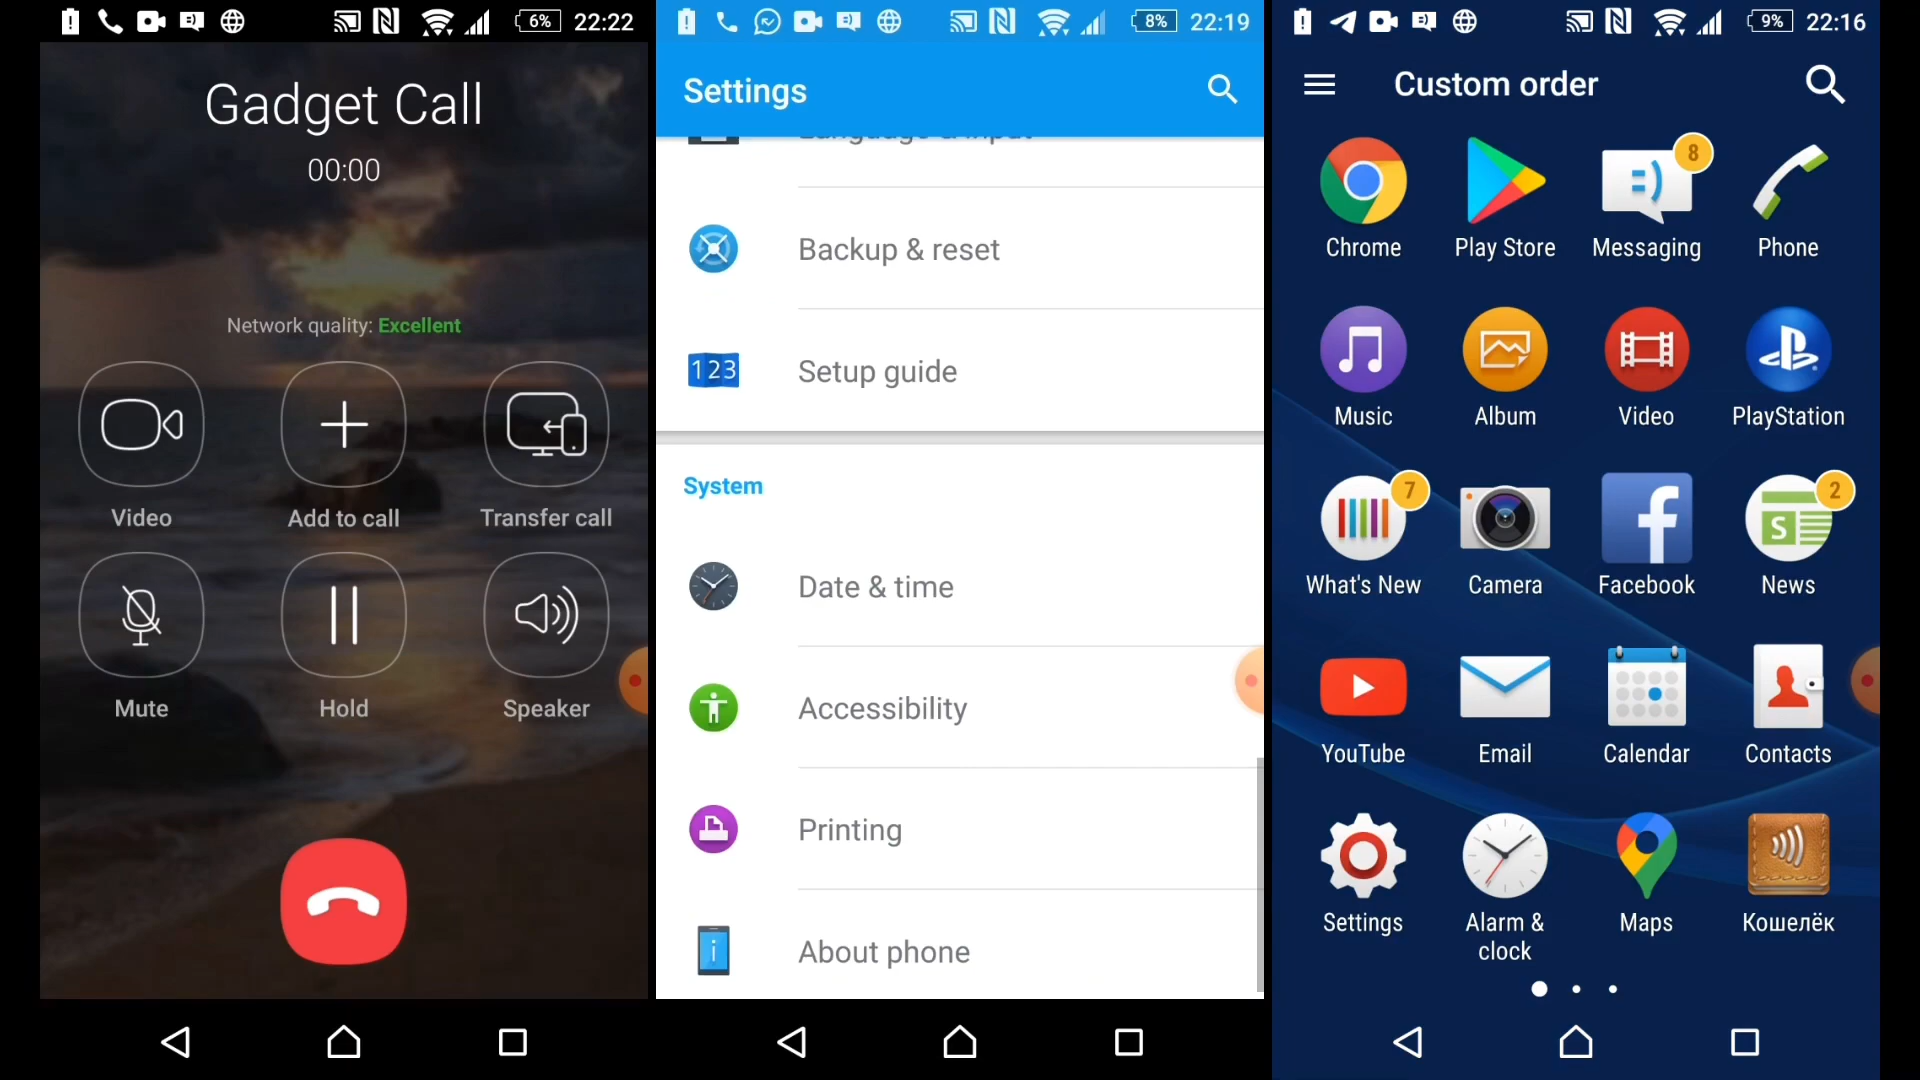 6% 22:22
Gadget Call
00:00
Network quality: Excellent
Video
Add to call
Transfer call
Mute
Hold
Speaker
8% 22:19
Settings
Language & input
Backup & reset
123
Setup guide
System
Date & time
Accessibility
Printing
About phone
9% 22:16
Custom order
8
Chrome
Play Store
Messaging
Phone
Music
Album
Video
PlayStation
7
S
2
What's New
Camera
Facebook
News
YouTube
Email
Calendar
Contacts
Settings
Alarm &
clock
Maps
Кошелёк